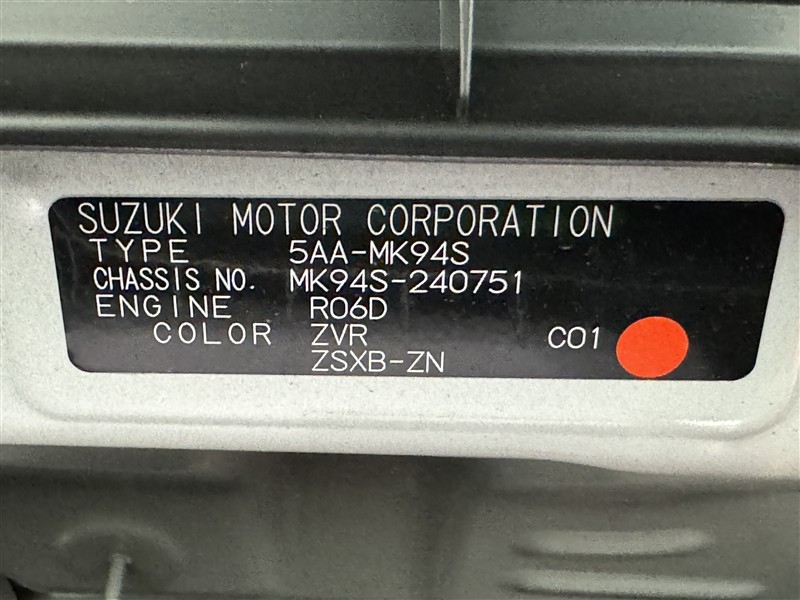 SUZUKI MOTOR CORPORATION
TYPE 5AA-MK94S
CHASSIS NO. MK94S-240751
ENGINE R06D
COLOR ZVR C01
ZSXB-ZN